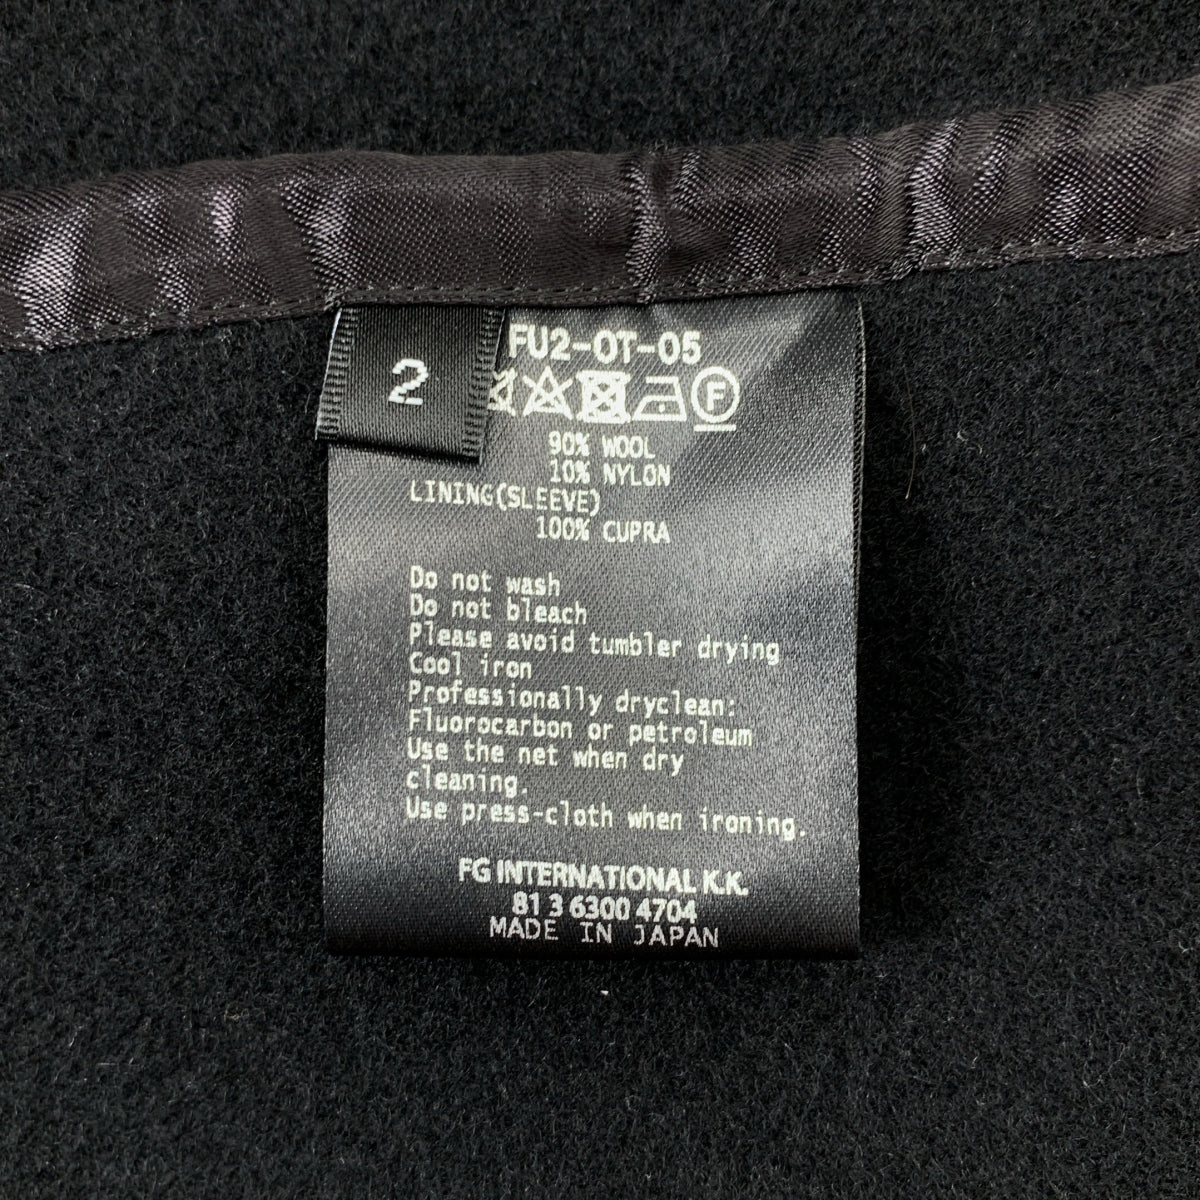 2
FU2-OT-05
F
90% WOOL
10% NYLON
LINING(SLEEVE)
100% CUPRA
Do not wash
Do not bleach
Please avoid tumbler drying
Cool iron
Professionally dryclean:
Fluorocarbon or petroleum
Use the net when dry
cleaning.
Use press-cloth when ironing.
FG INTERNATIONAL K.K.
81 3 6300 4704
MADE IN JAPAN